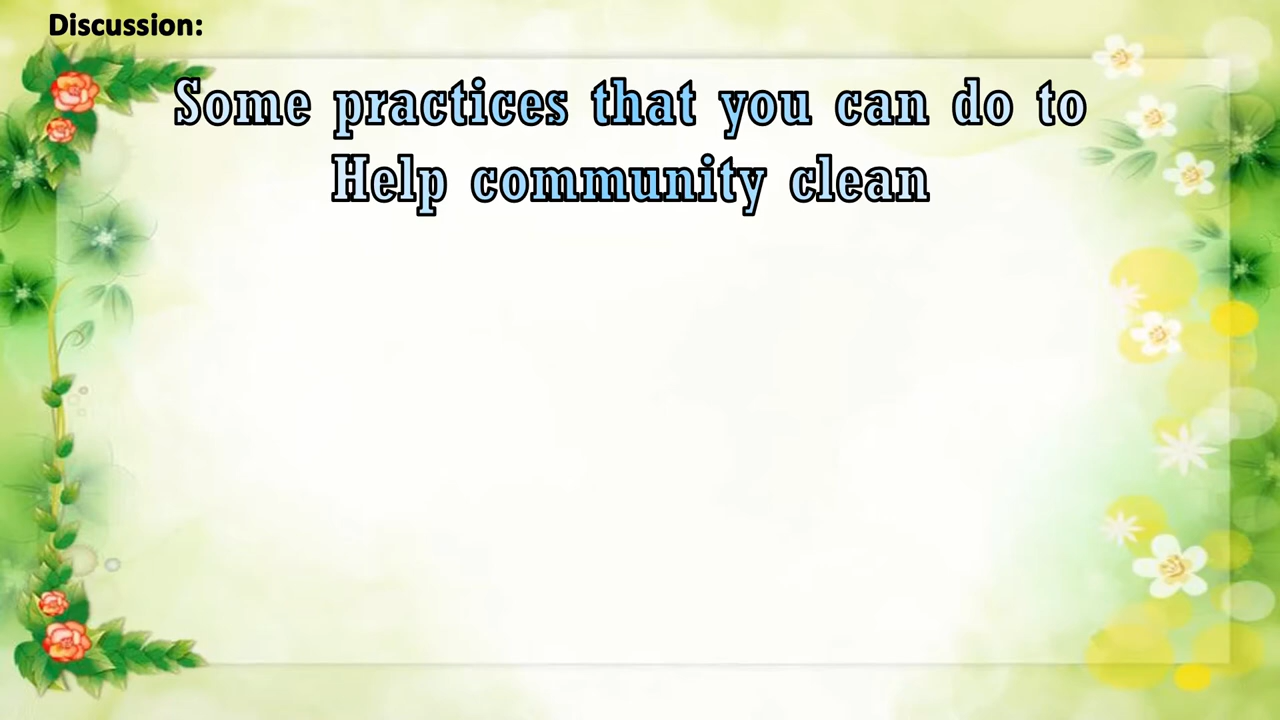 Discussion:
Some practices that you can do to
Help community clean